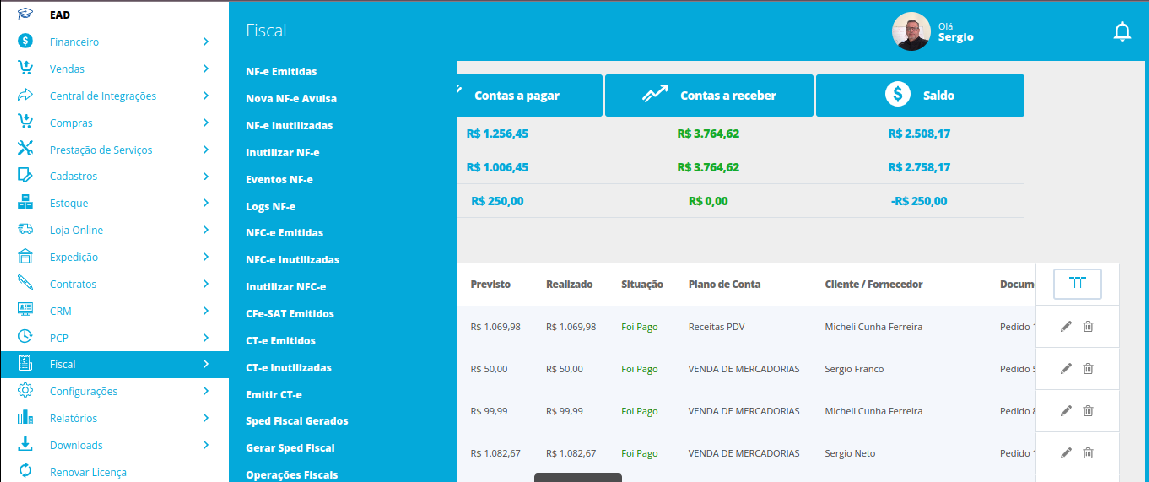 EAD
Financeiro
Vendas
Central de Integrações
Compras
Prestação de Serviços
Cadastros
Estoque
Loja Online
Expedição
Contratos
CRM
PCP
Fiscal
Configurações
Relatórios
Downloads
Renovar Licença
Fiscal
NF-e Emitidas
Nova NF-e Avulsa
NF-e Inutilizadas
Inutilizar NF-e
Eventos NF-e
Logs NF-e
NFC-e Emitidas
NFC-e Inutilizadas
Inutilizar NFC-e
CFe-SAT Emitidos
CT-e Emitidos
CT-e Inutilizadas
Emitir CT-e
Sped Fiscal Gerados
Gerar Sped Fiscal
Operações Fiscais
Olá
Sergio
Contas a pagar Contas a receber Saldo
R$ 1.256,45 R$ 3.764,62 R$ 2.508,17
R$ 1.006,45 R$ 3.764,62 R$ 2.758,17
R$ 250,00 R$ 0,00 -R$ 250,00
Previsto Realizado Situação Plano de Conta Cliente / Fornecedor Docum
R$ 1.069,98 R$ 1.069,98 Foi Pago Receitas PDV Micheli Cunha Ferreira Pedido
R$ 50,00 R$ 50,00 Foi Pago VENDA DE MERCADORIAS Sergio Franco Pedido
R$ 99,99 R$ 99,99 Foi Pago VENDA DE MERCADORIAS Micheli Cunha Ferreira Pedido
R$ 1.082,67 R$ 1.082,67 Foi Pago VENDA DE MERCADORIAS Sergio Neto Pedido